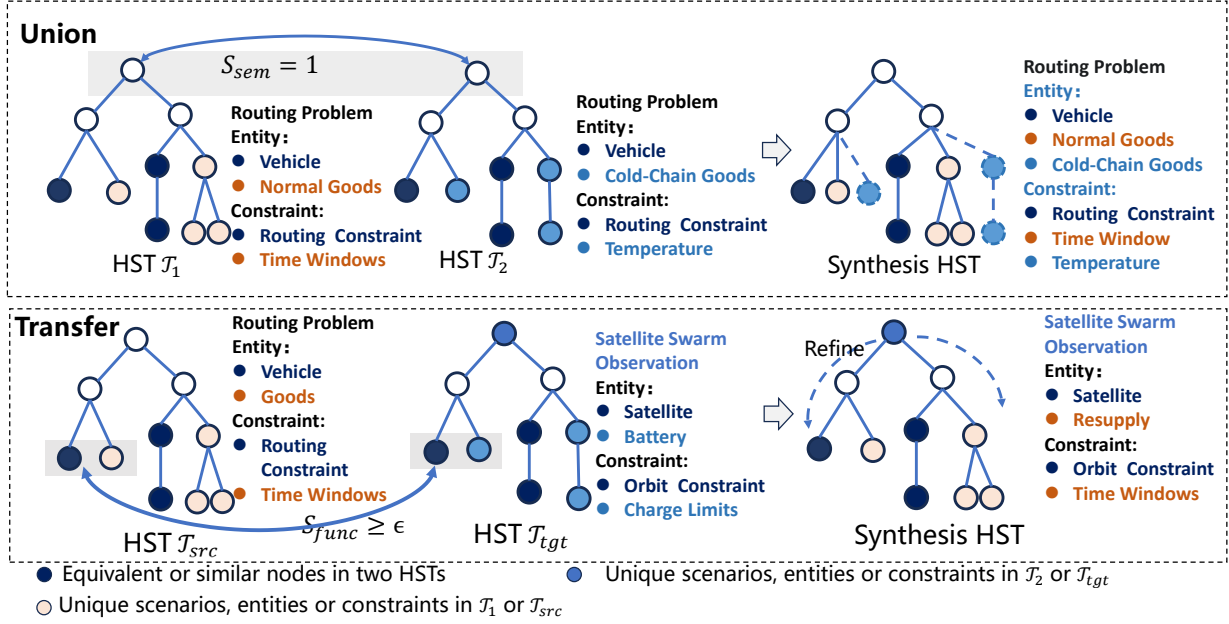 Union
S_sem = 1
Routing Problem
Entity：
● Vehicle
● Normal Goods
Constraint:
● Routing Constraint
● Time Windows
HST 𝒯₁
Routing Problem
Entity：
● Vehicle
● Cold-Chain Goods
Constraint:
● Routing Constraint
● Temperature
HST 𝒯₂
Routing Problem
Entity：
● Vehicle
● Normal Goods
● Cold-Chain Goods
Constraint:
● Routing Constraint
● Time Window
● Temperature
Synthesis HST
Transfer
Routing Problem
Entity：
● Vehicle
● Goods
Constraint:
● Routing
Constraint
● Time Windows
HST 𝒯_src
S_func ≥ ϵ
Satellite Swarm
Observation
Entity：
● Satellite
● Battery
Constraint:
● Orbit Constraint
● Charge Limits
HST 𝒯_tgt
Refine
Satellite Swarm
Observation
Entity：
● Satellite
● Resupply
Constraint:
● Orbit Constraint
● Time Windows
Synthesis HST
Equivalent or similar nodes in two HSTs
Unique scenarios, entities or constraints in 𝒯₂ or 𝒯_tgt
Unique scenarios, entities or constraints in 𝒯₁ or 𝒯_src